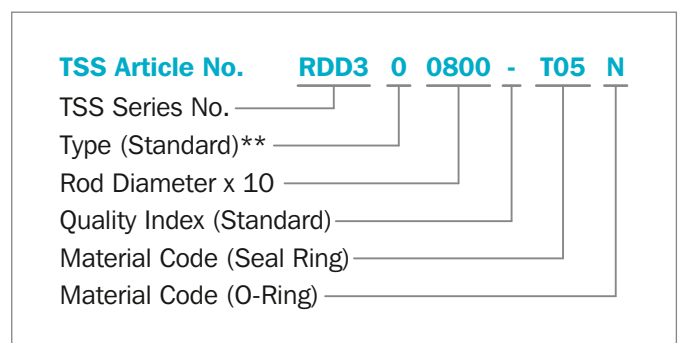 TSS Article No. RDD3 0 0800 - T05 N
TSS Series No.
Type (Standard)**
Rod Diameter x 10
Quality Index (Standard)
Material Code (Seal Ring)
Material Code (O-Ring)